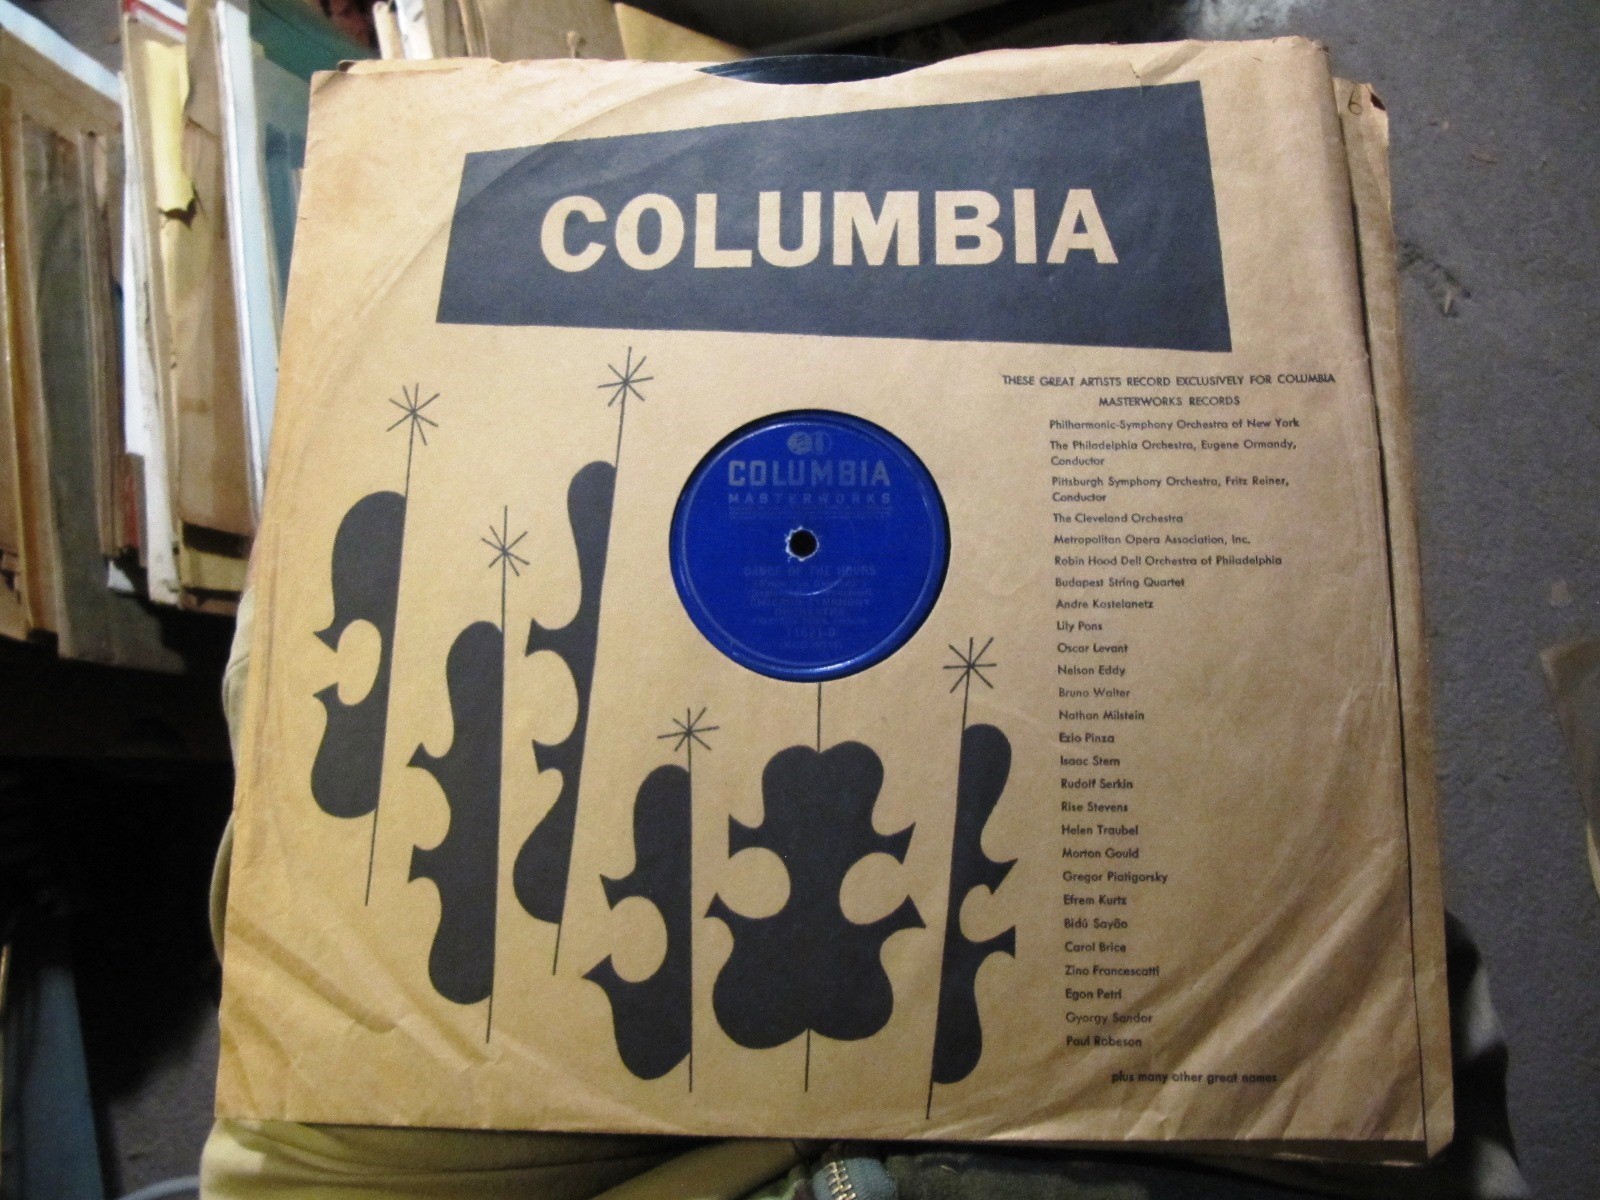 6
COLUMBIA
THESE GREAT ARTISTS RECORD EXCLUSIVELY FOR COLUMBIA
MASTERWORKS RECORDS
Philharmonic-Symphony Orchestra of New York
The Philadelphia Orchestra, Eugene Ormandy,
Conductor
Pittsburgh Symphony Orchestra, Fritz Reiner,
Conductor
The Cleveland Orchestra
Metropolitan Opera Association, Inc.
Robin Hood Dell Orchestra of Philadelphia
Budapest String Quartet
Andre Kostelanetz
Lily Pons
Oscar Levant
Nelson Eddy
Bruno Walter
Nathan Milstein
Ezio Pinza
Isaac Stern
Rudolf Serkin
Rise Stevens
Helen Traubel
Morton Gould
Gregor Piatigorsky
Efrem Kurtz
Bidú Sayão
Carol Brice
Zino Francescatti
Egon Petri
Gyorgy Sandor
Paul Robeson
plus many other great names
COLUMBIA
MASTERWORKS
DANCE OF THE HOURS
CHICAGO SYMPHONY
ORCHESTRA